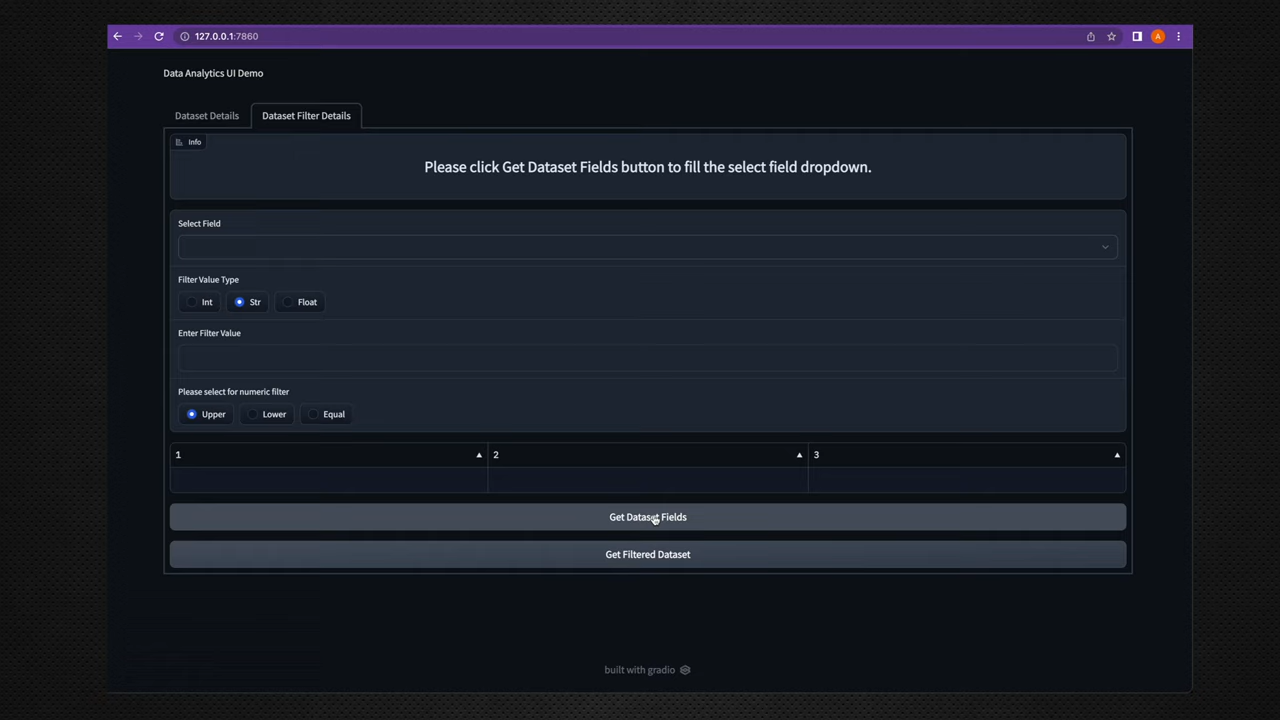 127.0.0.1:7860
A
Data Analytics UI Demo
Dataset Details
Dataset Filter Details
Info
Please click Get Dataset Fields button to fill the select field dropdown.
Select Field
Filter Value Type
Int Str Float
Enter Filter Value
Please select for numeric filter
Upper Lower Equal
1 ▲ 2 ▲ 3 ▲
Get Dataset Fields
Get Filtered Dataset
built with gradio